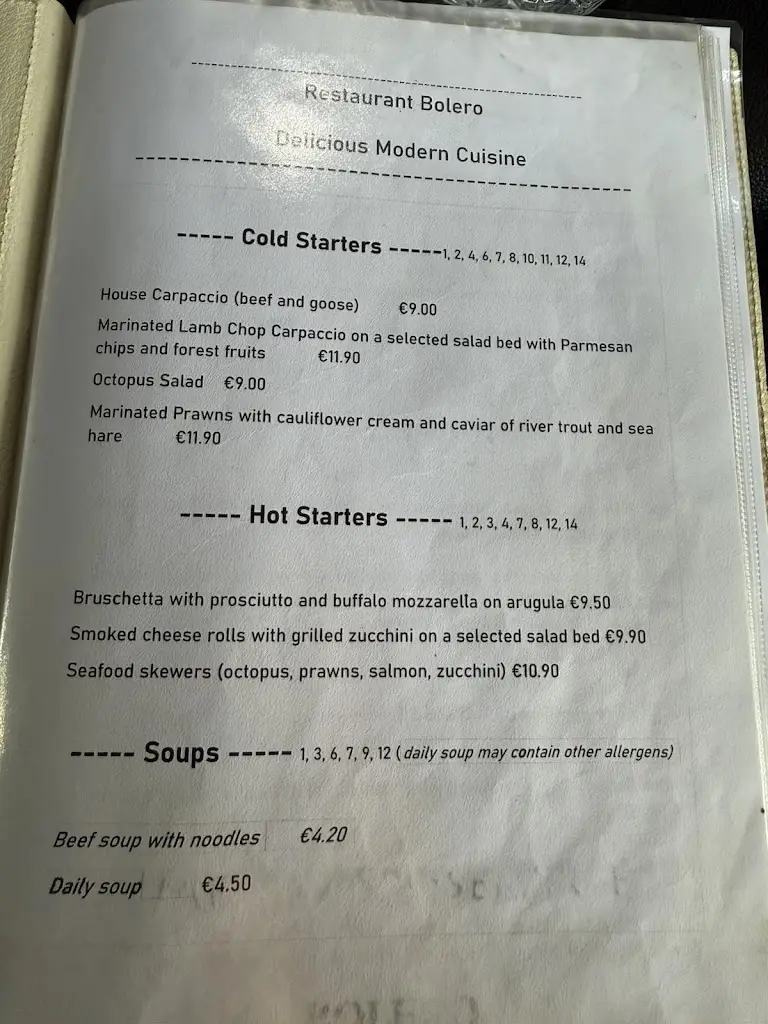 Restaurant Bolero
Delicious Modern Cuisine
----- Cold Starters -----1, 2, 4, 6, 7, 8, 10, 11, 12, 14
House Carpaccio (beef and goose) €9.00
Marinated Lamb Chop Carpaccio on a selected salad bed with Parmesan
chips and forest fruits €11.90
Octopus Salad €9.00
Marinated Prawns with cauliflower cream and caviar of river trout and sea
hare €11.90
----- Hot Starters ----- 1, 2, 3, 4, 7, 8, 12, 14
Bruschetta with prosciutto and buffalo mozzarella on arugula €9.50
Smoked cheese rolls with grilled zucchini on a selected salad bed €9.90
Seafood skewers (octopus, prawns, salmon, zucchini) €10.90
----- Soups ----- 1, 3, 6, 7, 9, 12 (daily soup may contain other allergens)
Beef soup with noodles €4.20
Daily soup €4.50